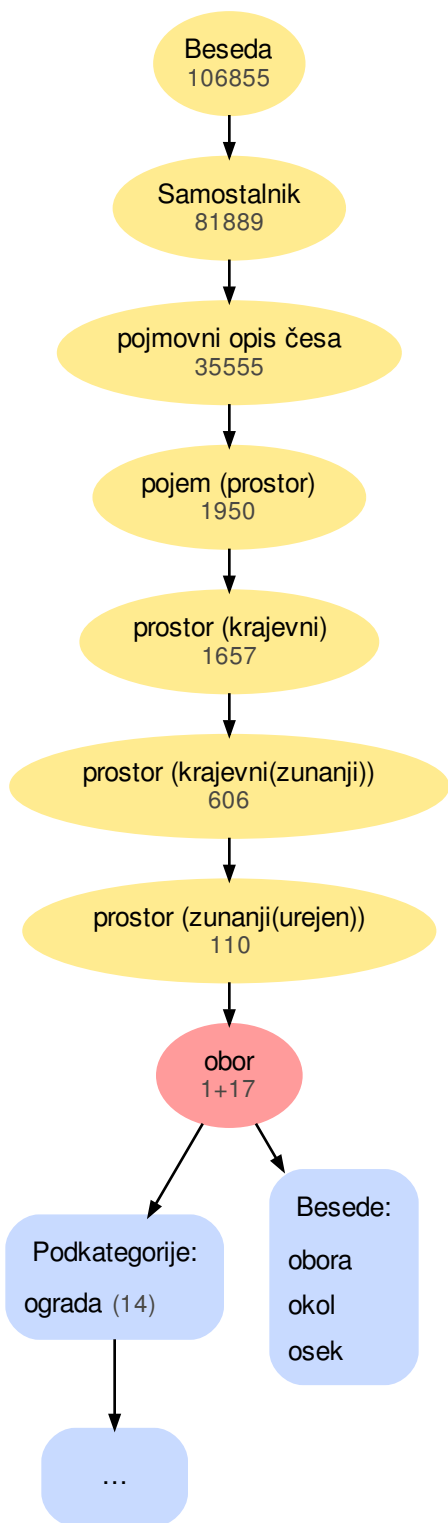 Beseda
106855
Samostalnik
81889
pojmovni opis česa
35555
pojem (prostor)
1950
prostor (krajevni)
1657
prostor (krajevni(zunanji))
606
prostor (zunanji(urejen))
110
obor
1+17
Podkategorije:
ograda (14)
...
Besede:
obora
okol
osek